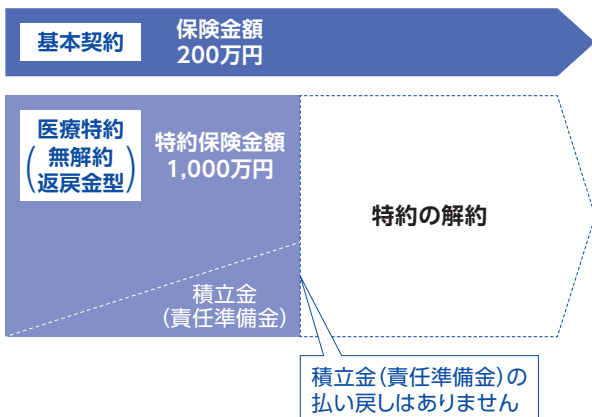 基本契約
保険金額
200万円
医療特約
(無解約
返戻金型)
特約保険金額
1,000万円
特約の解約
積立金
(責任準備金)
積立金(責任準備金)の
払い戻しはありません